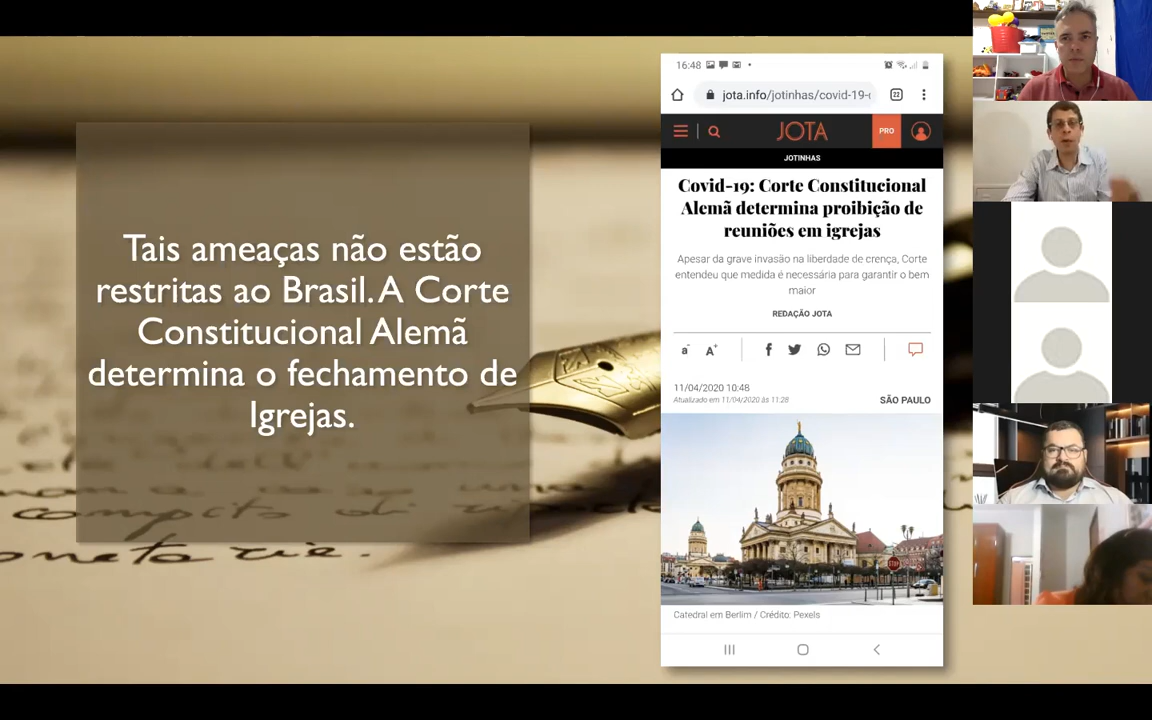 Tais ameaças não estão
restritas ao Brasil. A Corte
Constitucional Alemã
determina o fechamento de
Igrejas.
16:48
jota.info/jotinhas/covid-19-
22
JOTA
PRO
JOTINHAS
Covid-19: Corte Constitucional
Alemã determina proibição de
reuniões em igrejas
Apesar da grave invasão na liberdade de crença, Corte
entendeu que medida é necessária para garantir o bem
maior
REDAÇÃO JOTA
a- A+
11/04/2020 10:48
Atualizado em 11/04/2020 às 11:28
SÃO PAULO
STOP
Catedral em Berlim / Crédito: Pexels